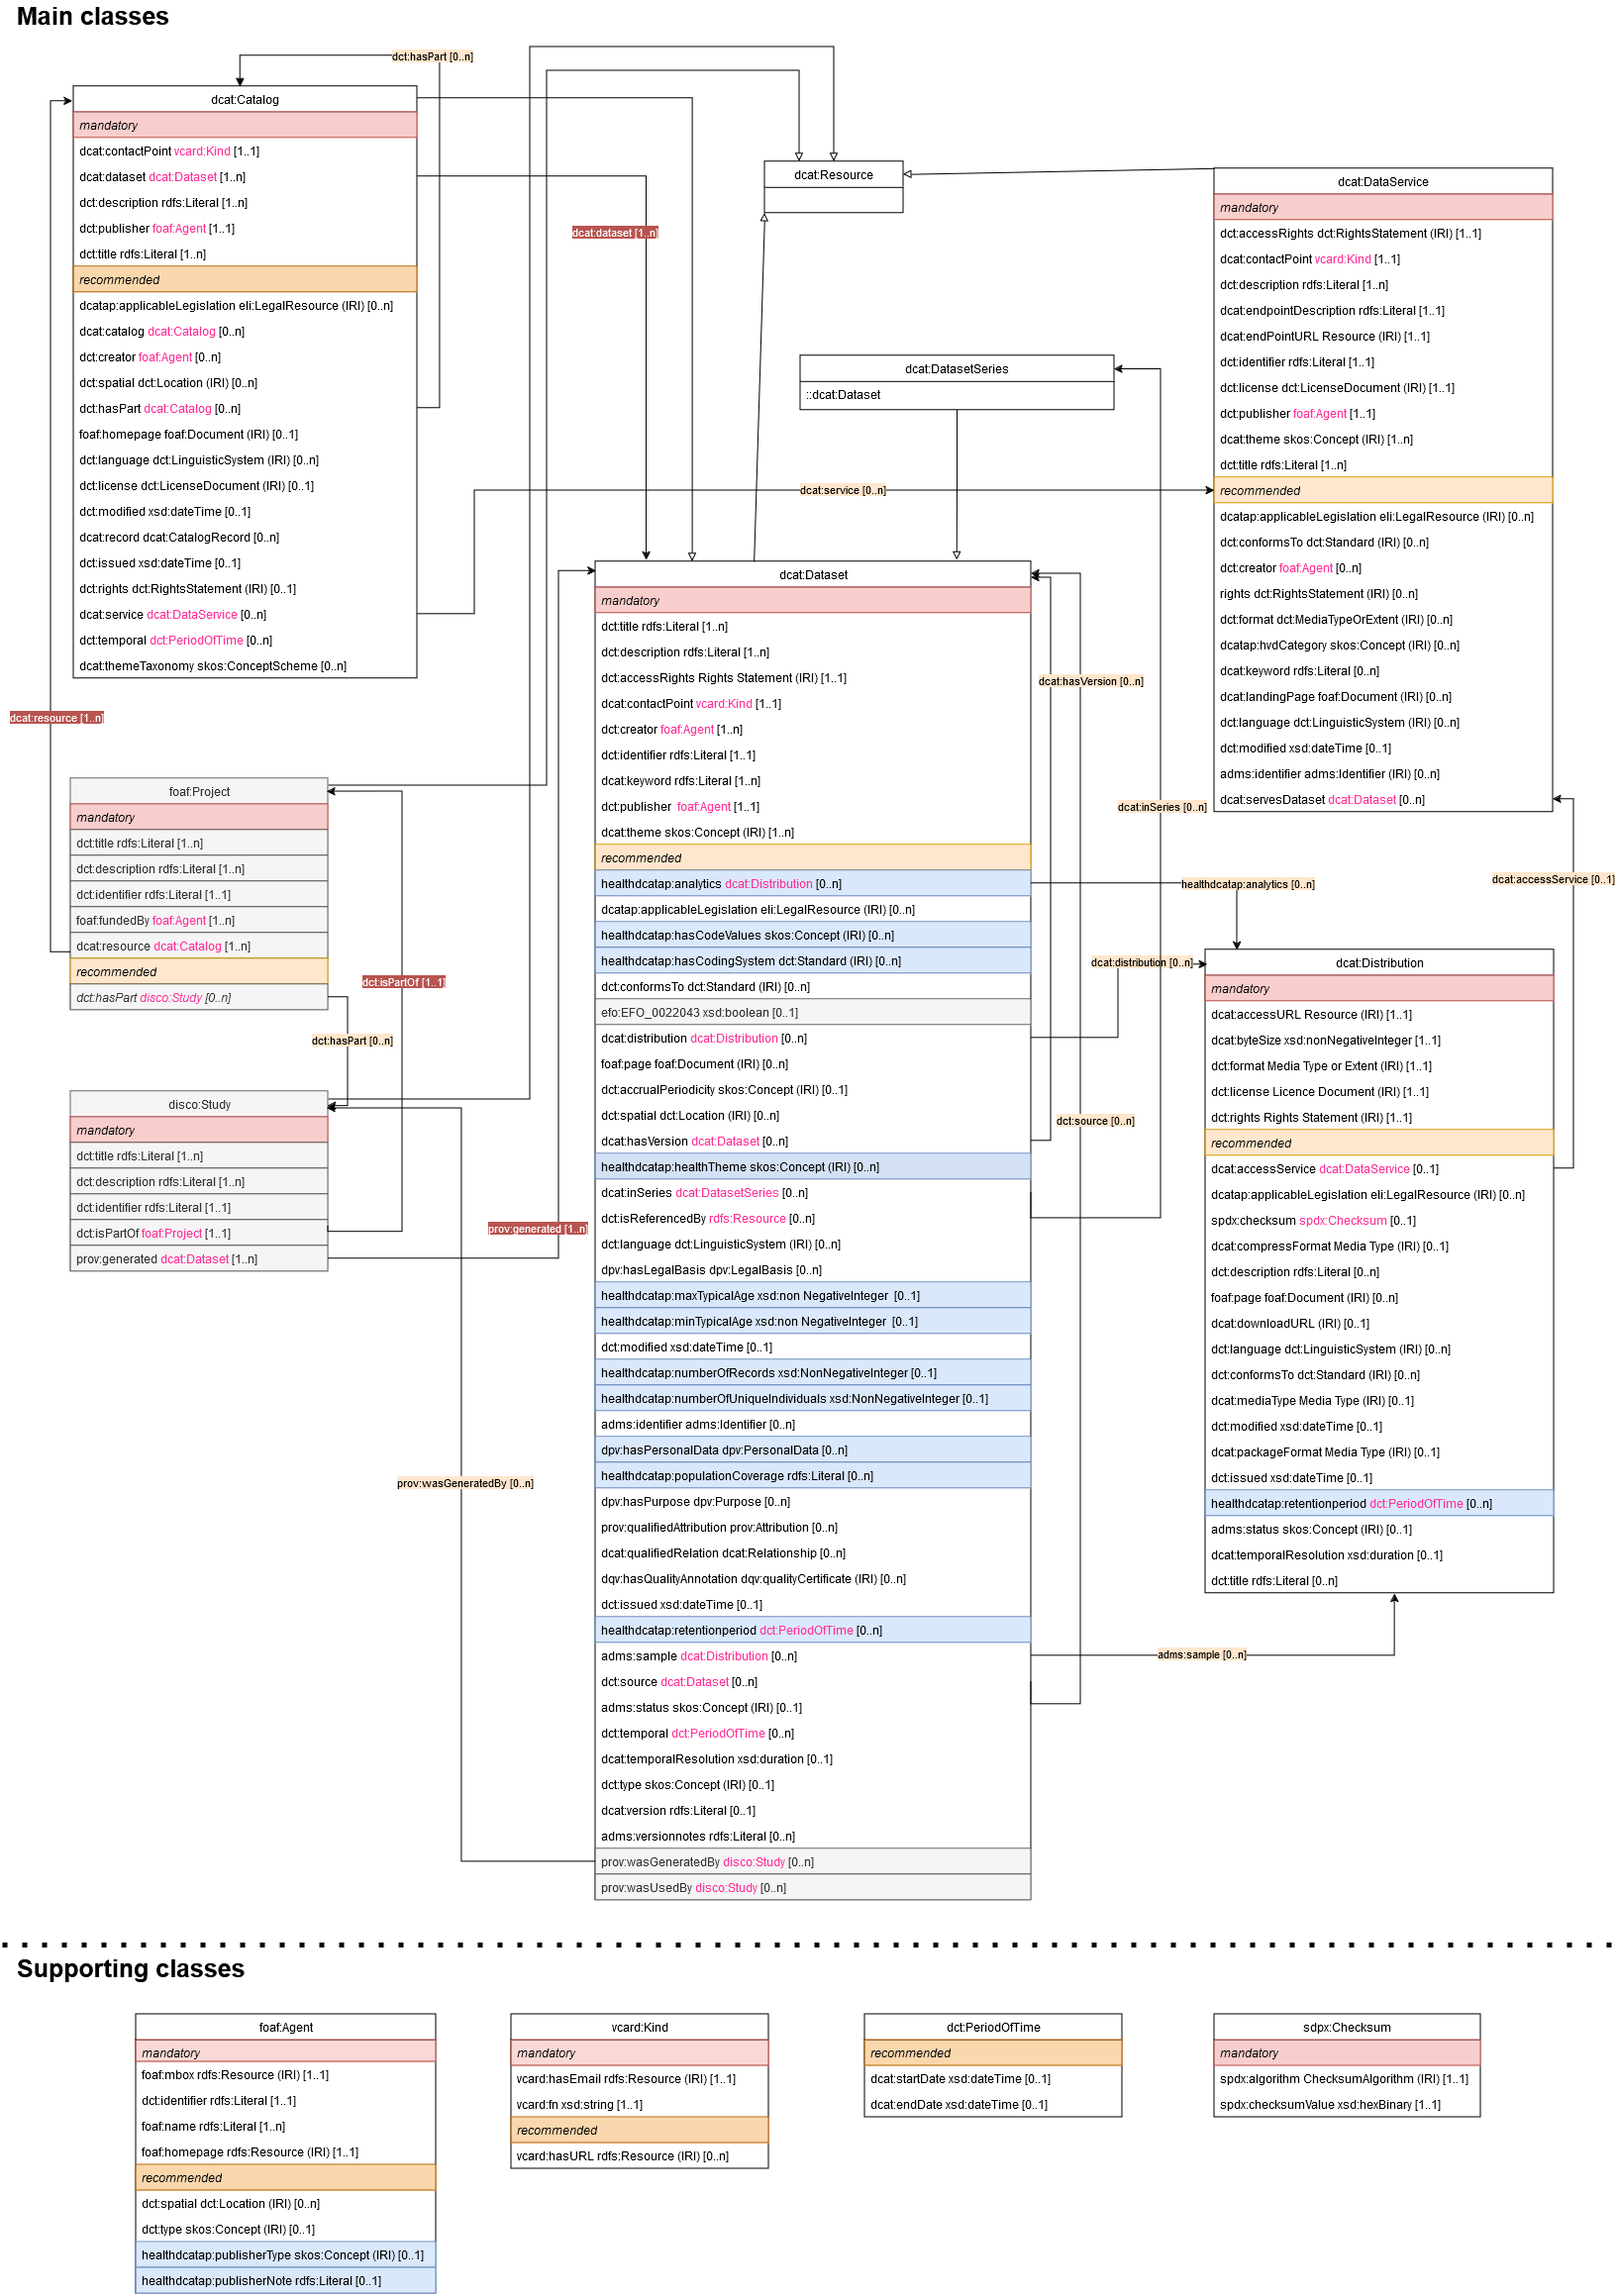 Main classes
dct:hasPart [0..n]
dcat:Catalog
mandatory
dcat:contactPoint vcard:Kind [1..1]
dcat:dataset dcat:Dataset [1..n]
dct:description rdfs:Literal [1..n]
dct:publisher foaf:Agent [1..1]
dct:title rdfs:Literal [1..n]
recommended
dcatap:applicableLegislation eli:LegalResource (IRI) [0..n]
dcat:catalog dcat:Catalog [0..n]
dct:creator foaf:Agent [0..n]
dct:spatial dct:Location (IRI) [0..n]
dct:hasPart dcat:Catalog [0..n]
foaf:homepage foaf:Document (IRI) [0..1]
dct:language dct:LinguisticSystem (IRI) [0..n]
dct:license dct:LicenseDocument (IRI) [0..1]
dct:modified xsd:dateTime [0..1]
dcat:record dcat:CatalogRecord [0..n]
dct:issued xsd:dateTime [0..1]
dct:rights dct:RightsStatement (IRI) [0..1]
dcat:service dcat:DataService [0..n]
dct:temporal dct:PeriodOfTime [0..n]
dcat:themeTaxonomy skos:ConceptScheme [0..n]
dcat:resource [1..n]
foaf:Project
mandatory
dct:title rdfs:Literal [1..n]
dct:description rdfs:Literal [1..n]
dct:identifier rdfs:Literal [1..1]
foaf:fundedBy foaf:Agent [1..n]
dcat:resource dcat:Catalog [1..n]
recommended
dct:hasPart disco:Study [0..n]
dct:isPartOf [1..1]
dct:hasPart [0..n]
disco:Study
mandatory
dct:title rdfs:Literal [1..n]
dct:description rdfs:Literal [1..n]
dct:identifier rdfs:Literal [1..1]
dct:isPartOf foaf:Project [1..1]
prov:generated dcat:Dataset [1..n]
prov:generated [1..n]
prov:wasGeneratedBy [0..n]
dcat:dataset [1..n]
dcat:Resource
dcat:DatasetSeries
::dcat:Dataset
dcat:service [0..n]
dcat:Dataset
mandatory
dct:title rdfs:Literal [1..n]
dct:description rdfs:Literal [1..n]
dct:accessRights Rights Statement (IRI) [1..1]
dcat:contactPoint vcard:Kind [1..1]
dct:creator foaf:Agent [1..n]
dct:identifier rdfs:Literal [1..1]
dcat:keyword rdfs:Literal [1..n]
dct:publisher foaf:Agent [1..1]
dcat:theme skos:Concept (IRI) [1..n]
recommended
healthdcatap:analytics dcat:Distribution [0..n]
dcatap:applicableLegislation eli:LegalResource (IRI) [0..n]
healthdcatap:hasCodeValues skos:Concept (IRI) [0..n]
healthdcatap:hasCodingSystem dct:Standard (IRI) [0..n]
dct:conformsTo dct:Standard (IRI) [0..n]
efo:EFO_0022043 xsd:boolean [0..1]
dcat:distribution dcat:Distribution [0..n]
foaf:page foaf:Document (IRI) [0..n]
dct:accrualPeriodicity skos:Concept (IRI) [0..1]
dct:spatial dct:Location (IRI) [0..n]
dcat:hasVersion dcat:Dataset [0..n]
healthdcatap:healthTheme skos:Concept (IRI) [0..n]
dcat:inSeries dcat:DatasetSeries [0..n]
dct:isReferencedBy rdfs:Resource [0..n]
dct:language dct:LinguisticSystem (IRI) [0..n]
dpv:hasLegalBasis dpv:LegalBasis [0..n]
healthdcatap:maxTypicalAge xsd:non NegativeInteger [0..1]
healthdcatap:minTypicalAge xsd:non NegativeInteger [0..1]
dct:modified xsd:dateTime [0..1]
healthdcatap:numberOfRecords xsd:NonNegativeInteger [0..1]
healthdcatap:numberOfUniqueIndividuals xsd:NonNegativeInteger [0..1]
adms:identifier adms:Identifier [0..n]
dpv:hasPersonalData dpv:PersonalData [0..n]
healthdcatap:populationCoverage rdfs:Literal [0..n]
dpv:hasPurpose dpv:Purpose [0..n]
prov:qualifiedAttribution prov:Attribution [0..n]
dcat:qualifiedRelation dcat:Relationship [0..n]
dqv:hasQualityAnnotation dqv:qualityCertificate (IRI) [0..n]
dct:issued xsd:dateTime [0..1]
healthdcatap:retentionperiod dct:PeriodOfTime [0..n]
adms:sample dcat:Distribution [0..n]
dct:source dcat:Dataset [0..n]
adms:status skos:Concept (IRI) [0..1]
dct:temporal dct:PeriodOfTime [0..n]
dcat:temporalResolution xsd:duration [0..1]
dct:type skos:Concept (IRI) [0..1]
dcat:version rdfs:Literal [0..1]
adms:versionnotes rdfs:Literal [0..n]
prov:wasGeneratedBy disco:Study [0..n]
prov:wasUsedBy disco:Study [0..n]
dcat:hasVersion [0..n]
dcat:inSeries [0..n]
healthdcatap:analytics [0..n]
dcat:distribution [0..n]
dct:source [0..n]
adms:sample [0..n]
dcat:DataService
mandatory
dct:accessRights dct:RightsStatement (IRI) [1..1]
dcat:contactPoint vcard:Kind [1..1]
dct:description rdfs:Literal [1..n]
dcat:endpointDescription rdfs:Literal [1..1]
dcat:endPointURL Resource (IRI) [1..1]
dct:identifier rdfs:Literal [1..1]
dct:license dct:LicenseDocument (IRI) [1..1]
dct:publisher foaf:Agent [1..1]
dcat:theme skos:Concept (IRI) [1..n]
dct:title rdfs:Literal [1..n]
recommended
dcatap:applicableLegislation eli:LegalResource (IRI) [0..n]
dct:conformsTo dct:Standard (IRI) [0..n]
dct:creator foaf:Agent [0..n]
rights dct:RightsStatement (IRI) [0..n]
dct:format dct:MediaTypeOrExtent (IRI) [0..n]
dcatap:hvdCategory skos:Concept (IRI) [0..n]
dcat:keyword rdfs:Literal [0..n]
dcat:landingPage foaf:Document (IRI) [0..n]
dct:language dct:LinguisticSystem (IRI) [0..n]
dct:modified xsd:dateTime [0..1]
adms:identifier adms:Identifier (IRI) [0..n]
dcat:servesDataset dcat:Dataset [0..n]
dcat:accessService [0..1]
dcat:Distribution
mandatory
dcat:accessURL Resource (IRI) [1..1]
dcat:byteSize xsd:nonNegativeInteger [1..1]
dct:format Media Type or Extent (IRI) [1..1]
dct:license Licence Document (IRI) [1..1]
dct:rights Rights Statement (IRI) [1..1]
recommended
dcat:accessService dcat:DataService [0..1]
dcatap:applicableLegislation eli:LegalResource (IRI) [0..n]
spdx:checksum spdx:Checksum [0..1]
dcat:compressFormat Media Type (IRI) [0..1]
dct:description rdfs:Literal [0..n]
foaf:page foaf:Document (IRI) [0..n]
dcat:downloadURL (IRI) [0..1]
dct:language dct:LinguisticSystem (IRI) [0..n]
dct:conformsTo dct:Standard (IRI) [0..n]
dcat:mediaType Media Type (IRI) [0..1]
dct:modified xsd:dateTime [0..1]
dcat:packageFormat Media Type (IRI) [0..1]
dct:issued xsd:dateTime [0..1]
healthdcatap:retentionperiod dct:PeriodOfTime [0..n]
adms:status skos:Concept (IRI) [0..1]
dcat:temporalResolution xsd:duration [0..1]
dct:title rdfs:Literal [0..n]
Supporting classes
foaf:Agent
mandatory
foaf:mbox rdfs:Resource (IRI) [1..1]
dct:identifier rdfs:Literal [1..1]
foaf:name rdfs:Literal [1..n]
foaf:homepage rdfs:Resource (IRI) [1..1]
recommended
dct:spatial dct:Location (IRI) [0..n]
dct:type skos:Concept (IRI) [0..1]
healthdcatap:publisherType skos:Concept (IRI) [0..1]
healthdcatap:publisherNote rdfs:Literal [0..1]
vcard:Kind
mandatory
vcard:hasEmail rdfs:Resource (IRI) [1..1]
vcard:fn xsd:string [1..1]
recommended
vcard:hasURL rdfs:Resource (IRI) [0..n]
dct:PeriodOfTime
recommended
dcat:startDate xsd:dateTime [0..1]
dcat:endDate xsd:dateTime [0..1]
sdpx:Checksum
mandatory
spdx:algorithm ChecksumAlgorithm (IRI) [1..1]
spdx:checksumValue xsd:hexBinary [1..1]